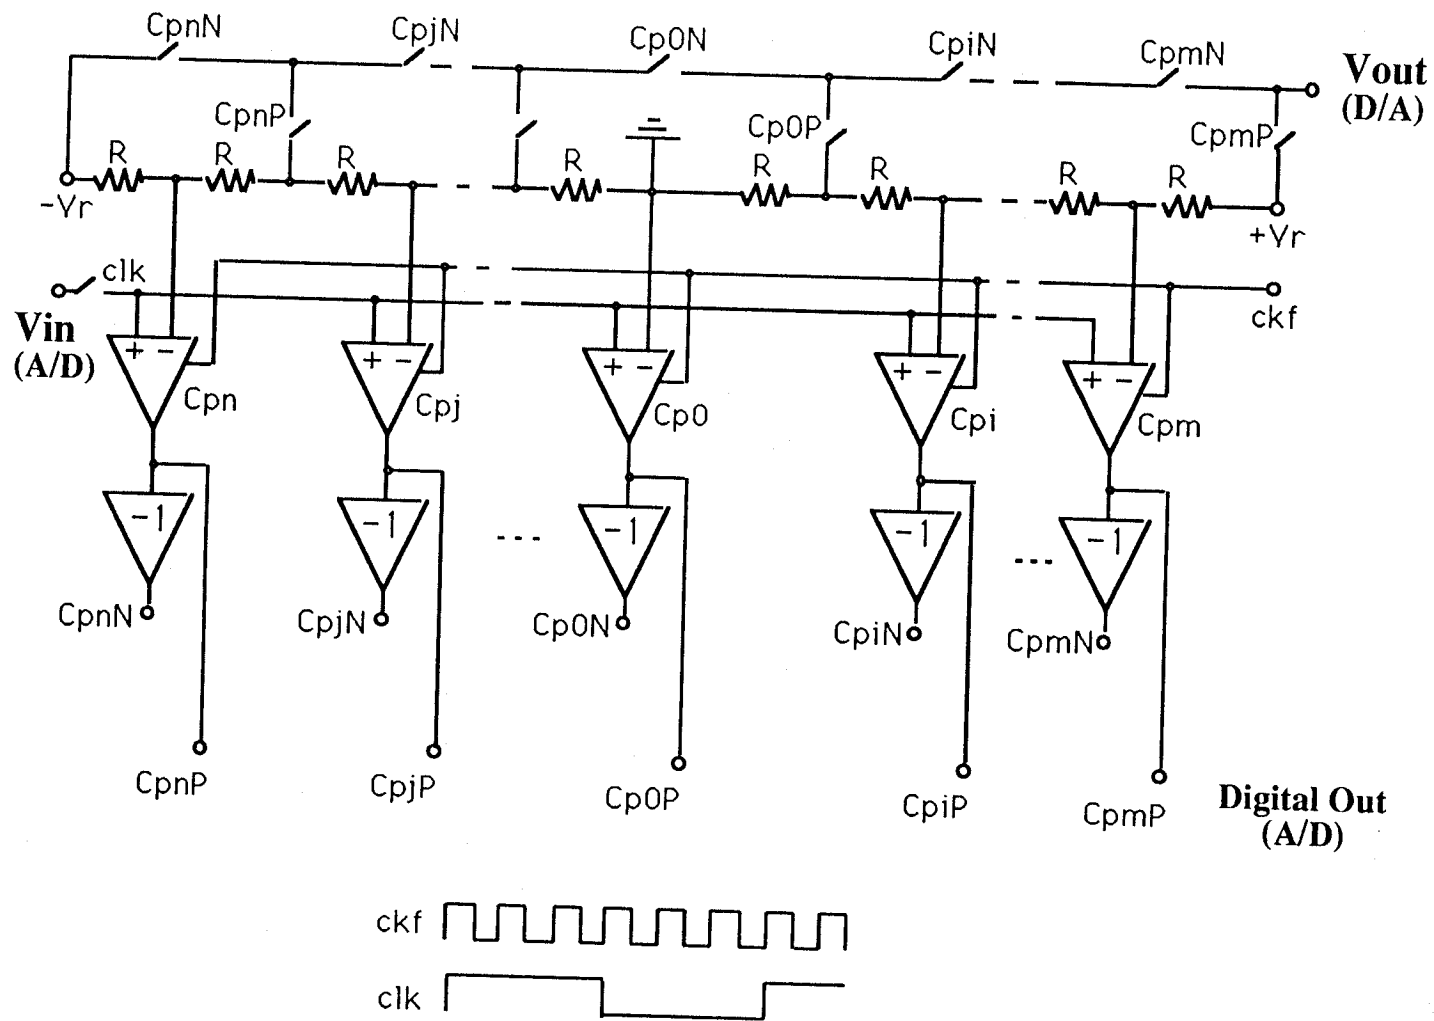 CpnN CpjN Cp0N CpiN CpmN
Vout
(D/A)
CpnP Cp0P CpmP
R R R R R R R R
-Vr +Vr
clk
ckf
Vin
(A/D)
+ - + - + - + - + -
Cpn Cpj Cp0 Cpi Cpm
-1 -1 -1 -1 -1
CpnN CpjN Cp0N CpiN CpmN
CpnP CpjP Cp0P CpiP CpmP
Digital Out
(A/D)
ckf
clk